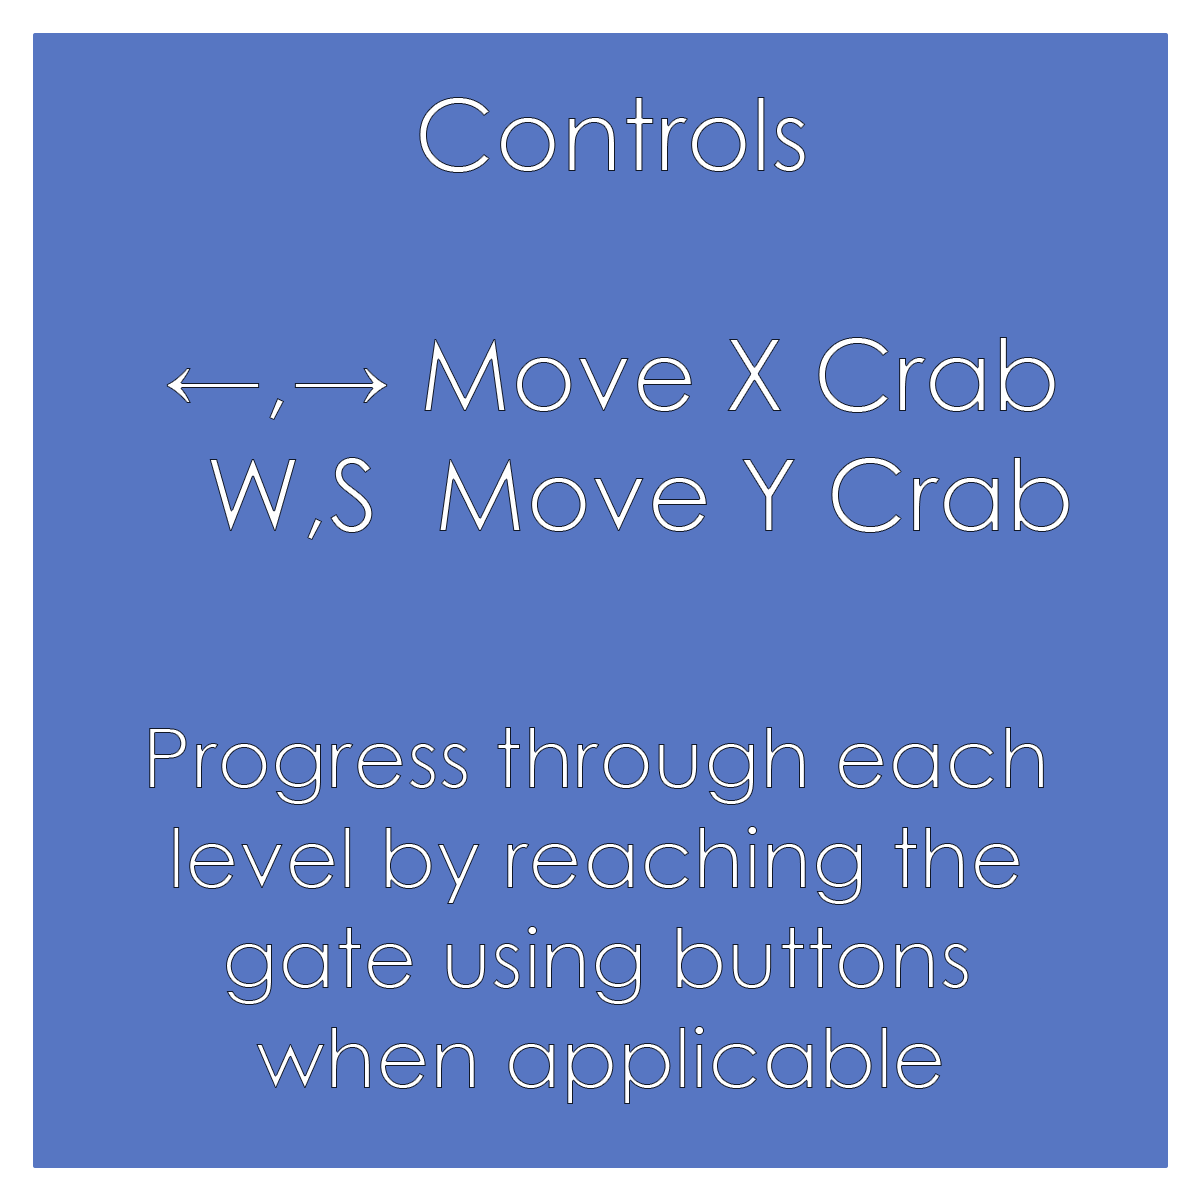 Controls
←,→ Move X Crab
W,S Move Y Crab
Progress through each
level by reaching the
gate using buttons
when applicable